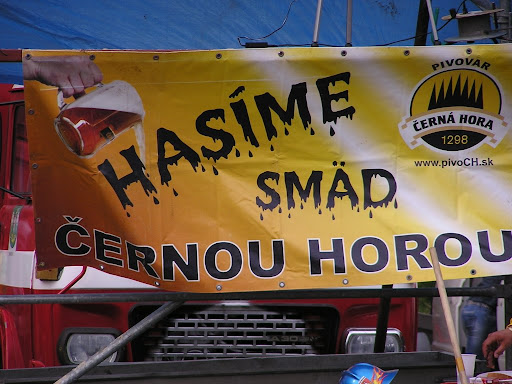 HASÍME
SMÄD
ČERNOU HOROU
PIVOVAR
ČERNÁ HORA
1298
www.pivoCH.sk